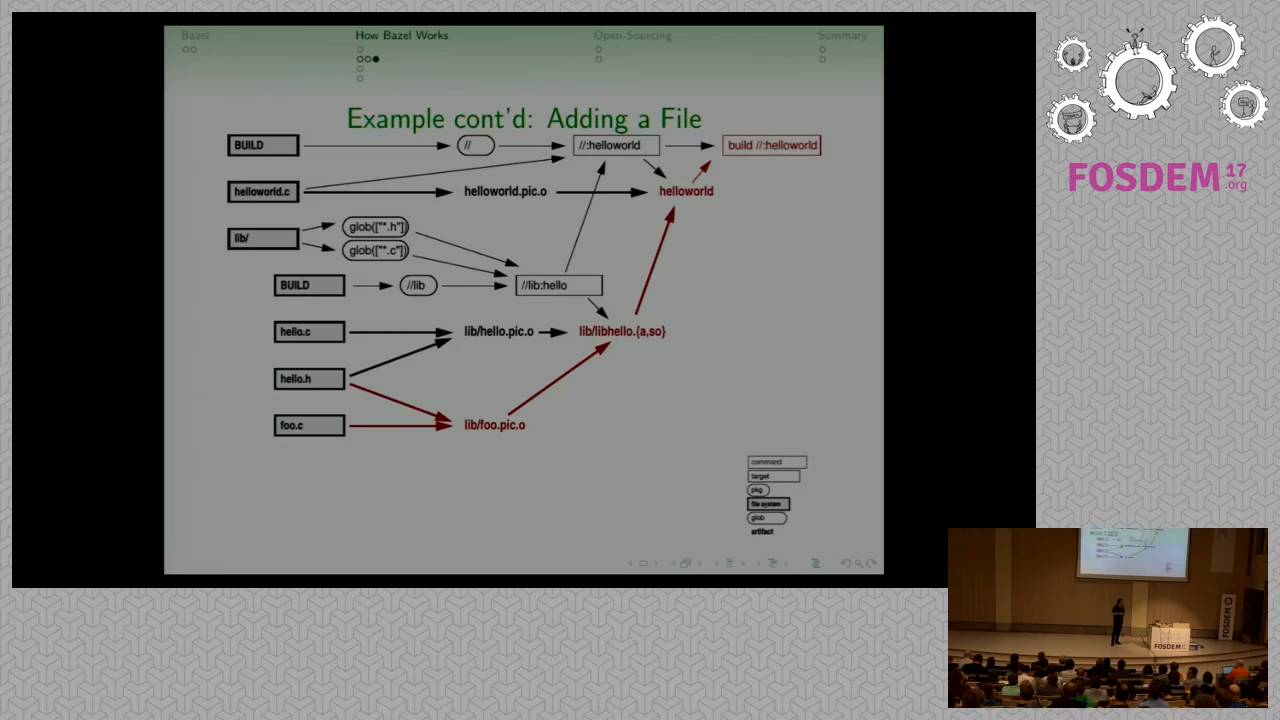 Bazel
How Bazel Works
Open-Sourcing
Summary
Example cont'd: Adding a File
BUILD
//
//:helloworld
build //:helloworld
helloworld.c
helloworld.pic.o
helloworld
lib/
glob(["*.h"])
glob(["*.c"])
BUILD
//lib
//lib:hello
hello.c
lib/hello.pic.o
lib/libhello.{a,so}
hello.h
foo.c
lib/foo.pic.o
command
target
pkg
file system
glob
artifact
FOSDEM 17
.org
FOSDEM
FOSDEM